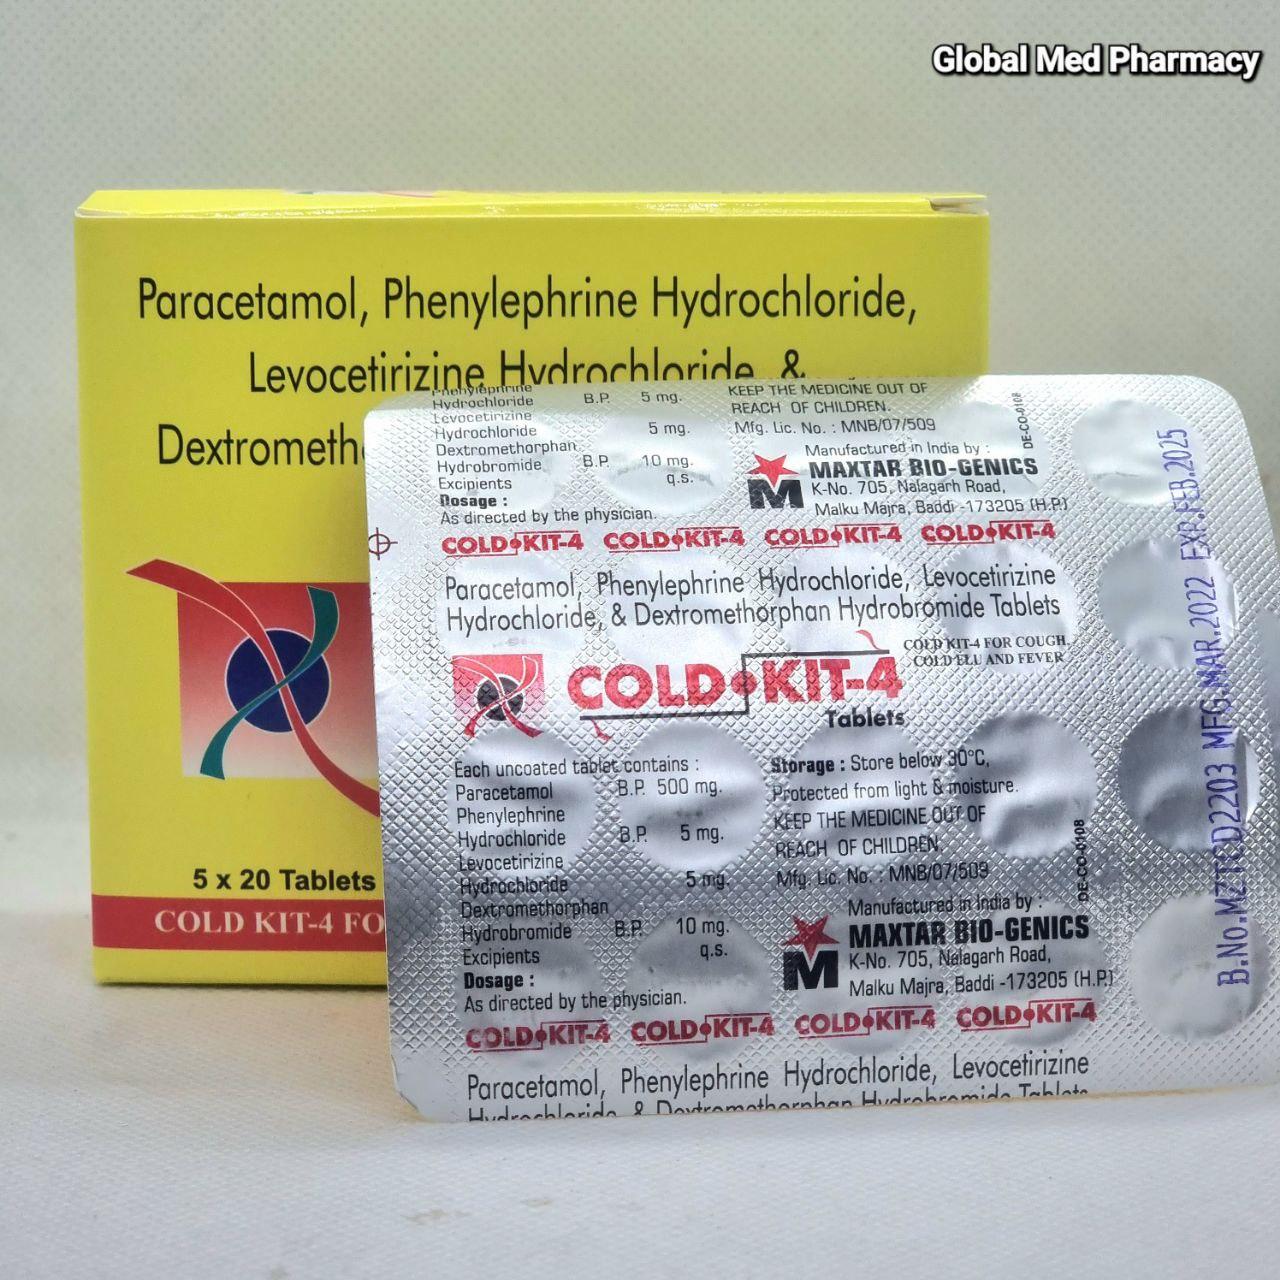 Global Med Pharmacy
Paracetamol, Phenylephrine Hydrochloride,
Levocetirizine Hydrochloride, &
Dextrometh
5 x 20 Tablets
COLD KIT-4 FO
Phenylephrine
Hydrochloride B.P. 5 mg.
Levocetirizine
Hydrochloride 5 mg.
Dextromethorphan
Hydrobromide B.P. 10 mg.
Excipients q.s.
Dosage :
As directed by the physician.
KEEP THE MEDICINE OUT OF
REACH OF CHILDREN.
Mfg. Lic. No. : MNB/07/509
DE-CO-0108
Manufactured in India by :
M MAXTAR BIO-GENICS
K-No. 705, Nalagarh Road,
Malku Majra, Baddi -173205 (H.P.)
COLD KIT-4 COLD KIT-4 COLD KIT-4 COLD KIT-4
Paracetamol, Phenylephrine Hydrochloride, Levocetirizine
Hydrochloride, & Dextromethorphan Hydrobromide Tablets
COLD KIT-4 FOR COUGH,
COLD FLU AND FEVER
COLD KIT-4
Tablets
Each uncoated tablet contains :
Paracetamol B.P. 500 mg.
Phenylephrine
Hydrochloride B.P. 5 mg.
Levocetirizine
Hydrochloride 5 mg.
Dextromethorphan
Hydrobromide B.P. 10 mg.
Excipients q.s.
Dosage :
As directed by the physician.
Storage : Store below 30°C,
Protected from light & moisture.
KEEP THE MEDICINE OUT OF
REACH OF CHILDREN.
Mfg. Lic. No. : MNB/07/509
DE-CO-0108
Manufactured in India by :
M MAXTAR BIO-GENICS
K-No. 705, Nalagarh Road,
Malku Majra, Baddi -173205 (H.P.)
COLD KIT-4 COLD KIT-4 COLD KIT-4 COLD KIT-4
Paracetamol, Phenylephrine Hydrochloride, Levocetirizine
Hydrochloride, & Dextromethorphan Hydrobromide Tablets
B.No.MZTCD2203 MFG.MAR.2022 EXP.FEB.2025